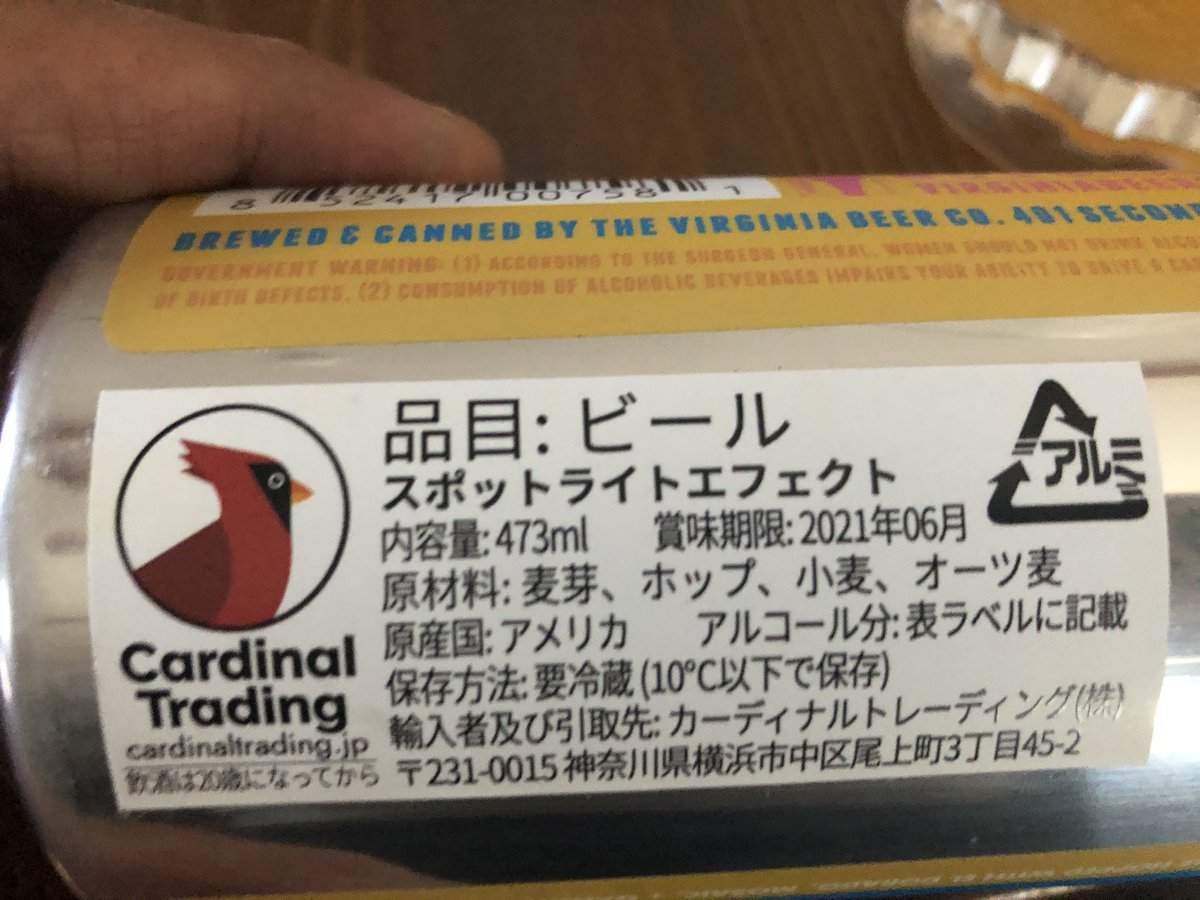 8 52417 00758 1
BREWED & CANNED BY THE VIRGINIA BEER CO. 401 SECOND
GOVERNMENT WARNING: (1) ACCORDING TO THE SURGEON GENERAL, WOMEN SHOULD NOT DRINK
OF BIRTH DEFECTS. (2) CONSUMPTION OF ALCOHOLIC BEVERAGES IMPAIRS YOUR ABILITY TO DRIVE A
品目: ビール
スポットライトエフェクト
内容量: 473ml 賞味期限: 2021年06月
原材料: 麦芽、ホップ、小麦、オーツ麦
原産国: アメリカ アルコール分: 表ラベルに記載
保存方法: 要冷蔵 (10°C以下で保存)
輸入者及び引取先: カーディナルトレーディング(株)
〒231-0015 神奈川県横浜市中区尾上町3丁目45-2
アルミ
Cardinal
Trading
cardinaltrading.jp
飲酒は20歳になってから